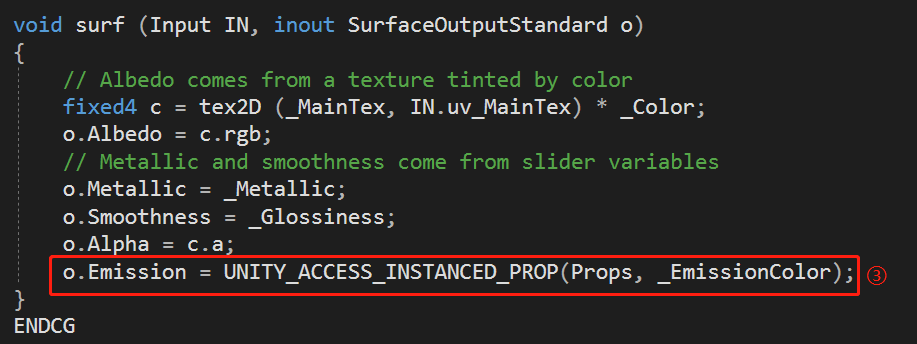 void surf (Input IN, inout SurfaceOutputStandard o)
{
    // Albedo comes from a texture tinted by color
    fixed4 c = tex2D (_MainTex, IN.uv_MainTex) * _Color;
    o.Albedo = c.rgb;
    // Metallic and smoothness come from slider variables
    o.Metallic = _Metallic;
    o.Smoothness = _Glossiness;
    o.Alpha = c.a;
    o.Emission = UNITY_ACCESS_INSTANCED_PROP(Props, _EmissionColor); ③
}
ENDCG